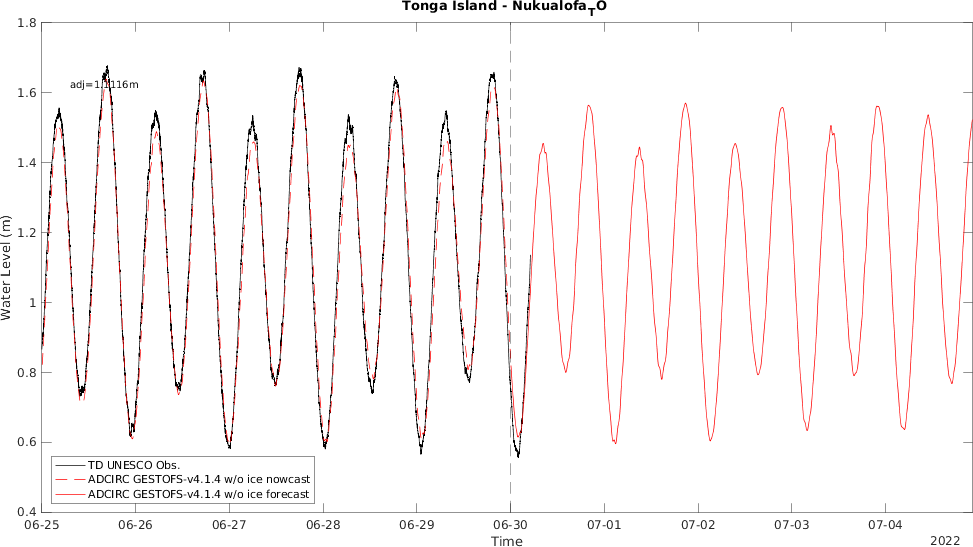 Tonga Island - Nukualofa_TO
1.8
1.6
1.4
1.2
1
0.8
0.6
0.4
Water Level (m)
adj=1.1116m
TD UNESCO Obs.
ADCIRC GESTOFS-v4.1.4 w/o ice nowcast
ADCIRC GESTOFS-v4.1.4 w/o ice forecast
06-25 06-26 06-27 06-28 06-29 06-30 07-01 07-02 07-03 07-04
Time
2022